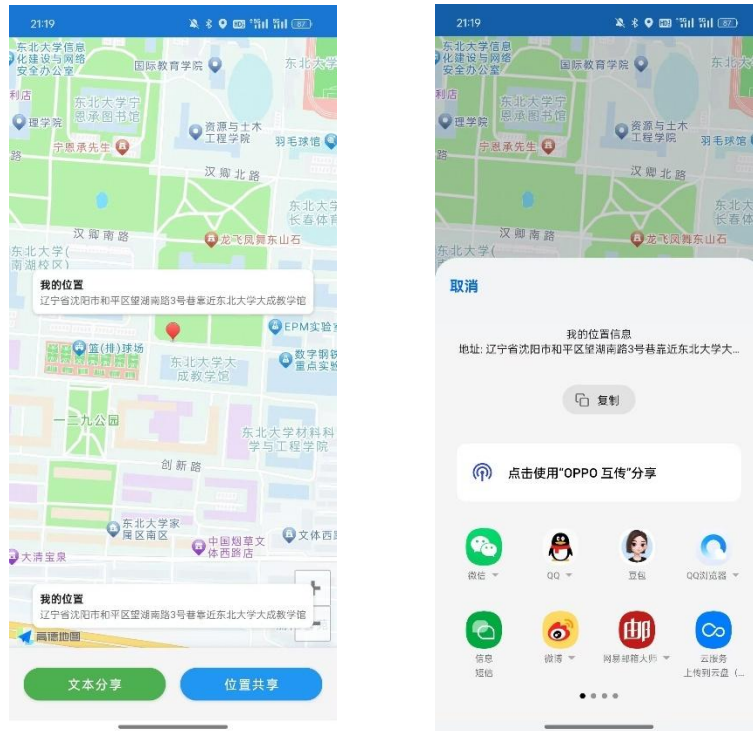 21:19
87
东北大学信息
化建设与网络
安全办公室
国际教育学院
东北大学
利店
东北大学宁
恩承图书馆
理学院
资源与土木
工程学院
羽毛球馆
宁恩承先生
88
汉卿北路
东北大学
长春体育
汉卿南路
龙飞凤舞东山石
东北大学(
南湖校区)
我的位置
辽宁省沈阳市和平区望湖南路3号巷靠近东北大学大成教学馆
EPM实验室
篮(排)球场
东北大学大
成教学馆
数字钢铁
重点实验
一二九公园
东北大学材料科
学与工程学院
创新路
东北大学家
属区南区
中国烟草文
体西路店
文体西路
大清宝泉
我的位置
辽宁省沈阳市和平区望湖南路3号巷靠近东北大学大成教学馆
高德地图
文本分享
位置共享
21:19
87
东北大学信息
化建设与网络
安全办公室
国际教育学院
东北大
利店
东北大学宁
恩承图书馆
理学院
资源与土木
工程学院
羽毛球馆
宁恩承先生
88
汉卿北路
东北大
长春体
汉卿南路
龙飞凤舞东山石
东北大学(
取消
我的位置信息
地址: 辽宁省沈阳市和平区望湖南路3号巷靠近东北大学大...
复制
点击使用“OPPO 互传”分享
微信
QQ
豆包
QQ浏览器
信息
短信
微博
邮
网易邮箱大师
云服务
上传到云盘 (...